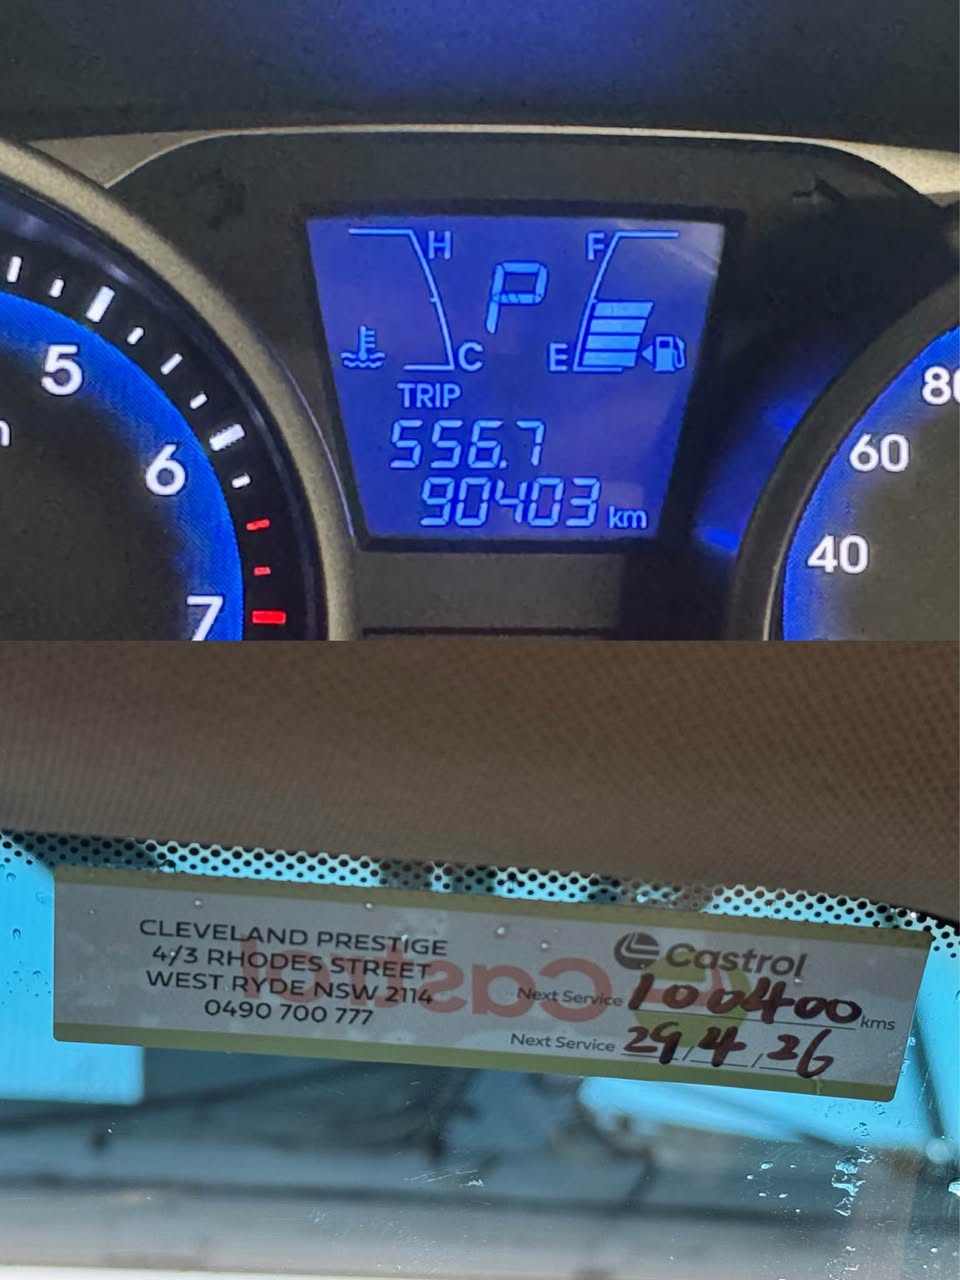 H
F
P
5
E
C
80
TRIP
6
556.7
60
90403 km
40
7
CLEVELAND PRESTIGE
4/3 RHODES STREET
WEST RYDE NSW 2114
0490 700 777
Castrol
Castrol
Next Service 100400 kms
Next Service 29/4/26